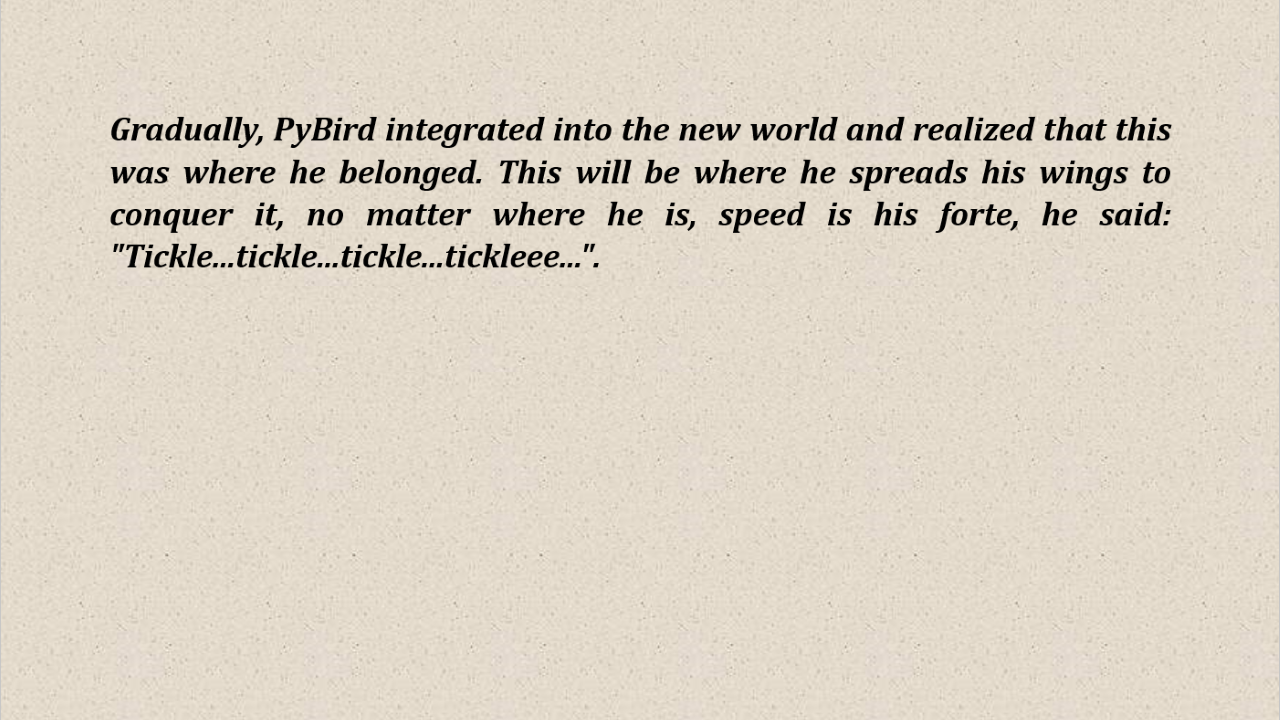 Gradually, PyBird integrated into the new world and realized that this
was where he belonged. This will be where he spreads his wings to
conquer it, no matter where he is, speed is his forte, he said:
"Tickle...tickle...tickle...tickleee...".